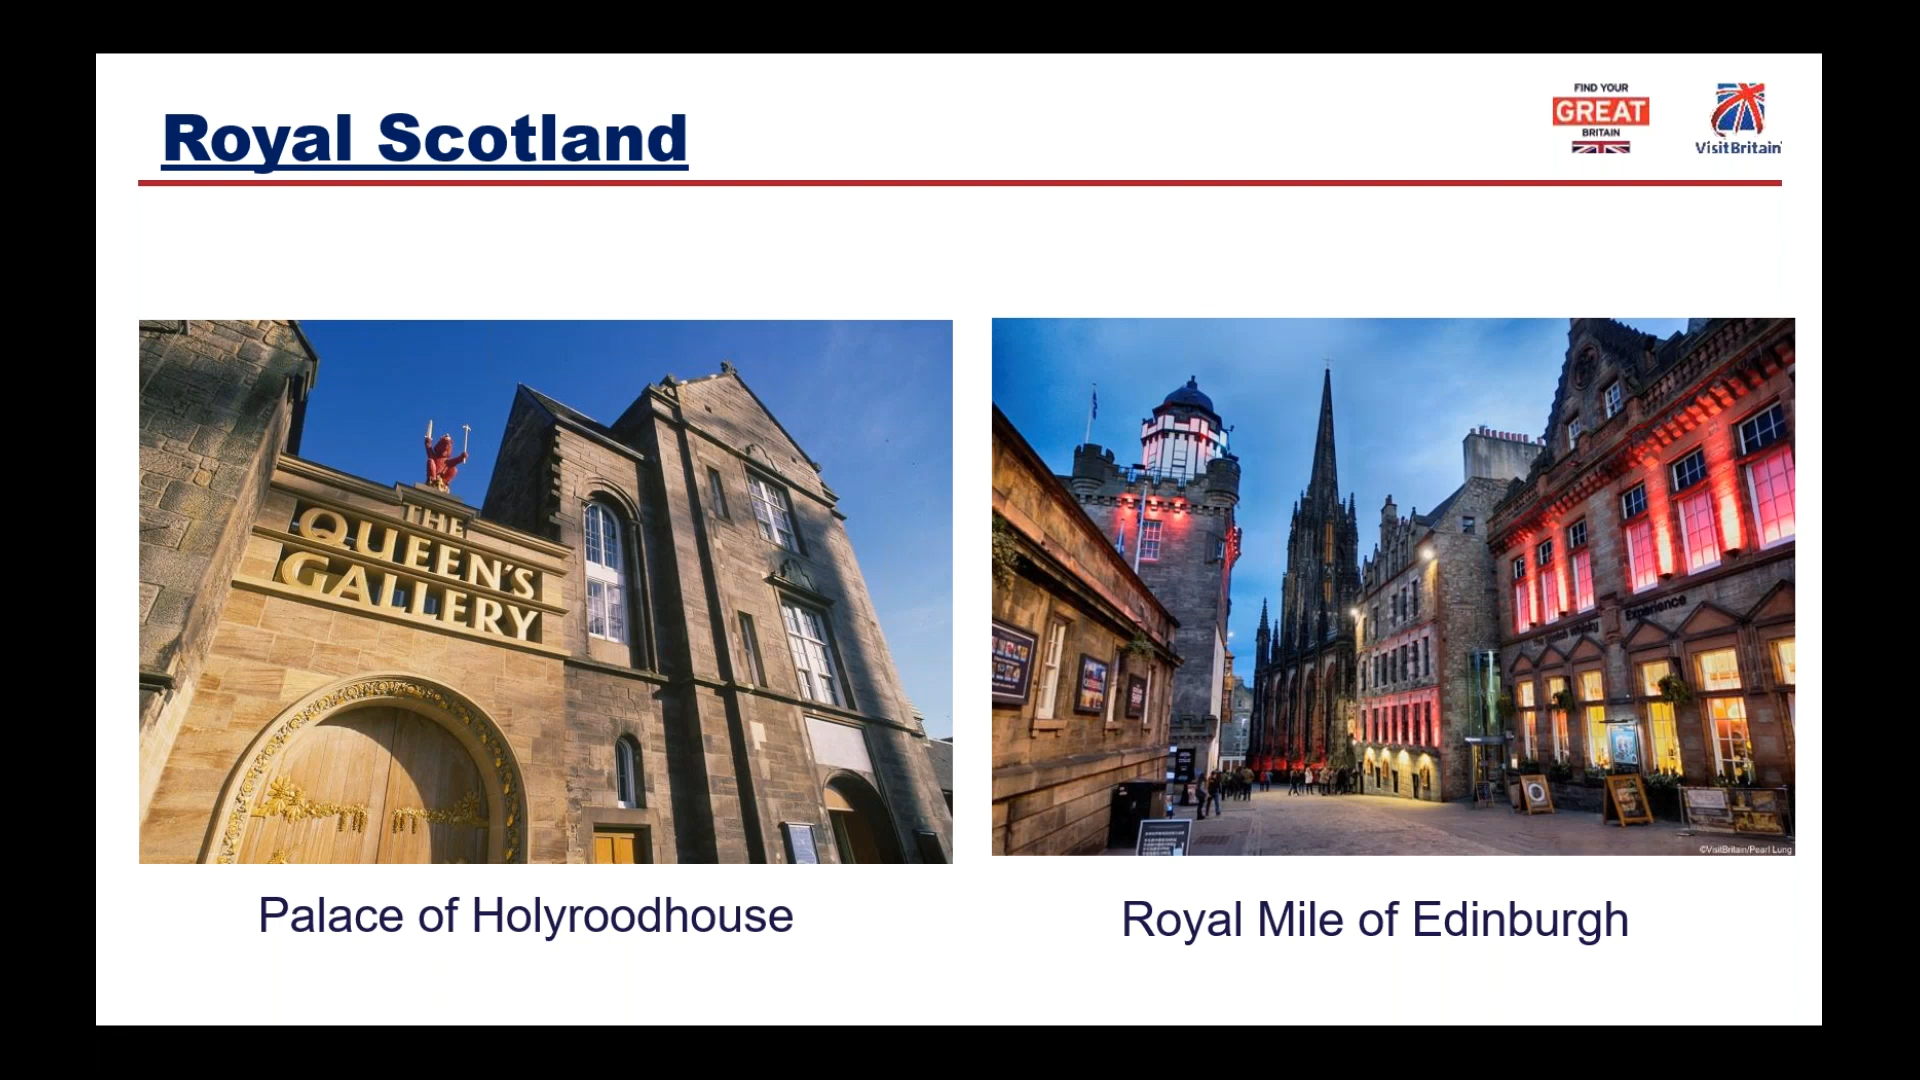 Royal Scotland
FIND YOUR
GREAT
BRITAIN
VisitBritain
THE
QUEEN'S
GALLERY
Experience
©VisitBritain/Pearl Lung
Palace of Holyroodhouse
Royal Mile of Edinburgh